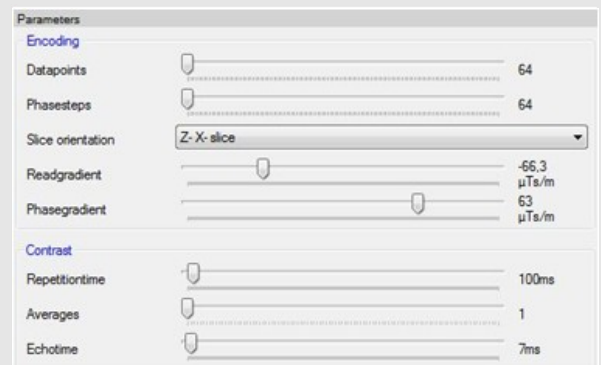 Parameters
Encoding
Datapoints 64
Phasesteps 64
Slice orientation Z- X- slice
Readgradient -66,3 µTs/m
Phasegradient 63 µTs/m
Contrast
Repetitiontime 100ms
Averages 1
Echotime 7ms